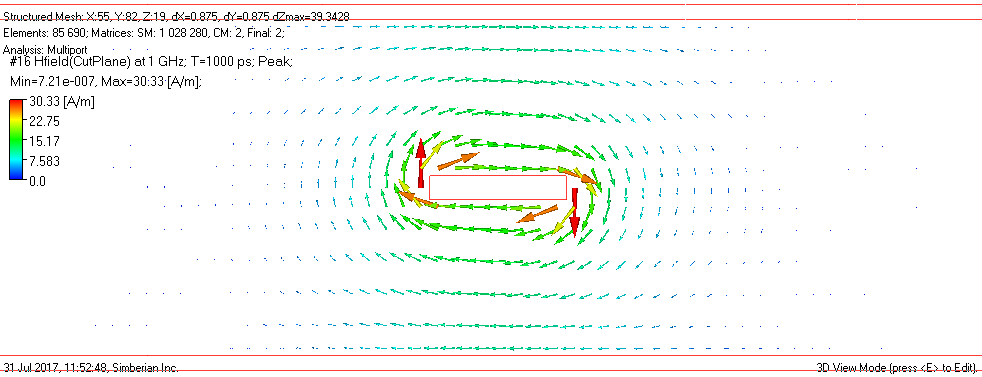 Structured Mesh: X:55, Y:82, Z:19, dX=0.875, dY=0.875 dZmax=39.3428
Elements: 85 690; Matrices: SM: 1 028 280, CM: 2, Final: 2;
Analysis: Multiport
#16 Hfield(CutPlane) at 1 GHz; T=1000 ps; Peak;
Min=7.21e-007, Max=30.33 [A/m];
30.33 [A/m]
22.75
15.17
7.583
0.0
31 Jul 2017, 11:52:48, Simberian Inc.
3D View Mode (press <E> to Edit).